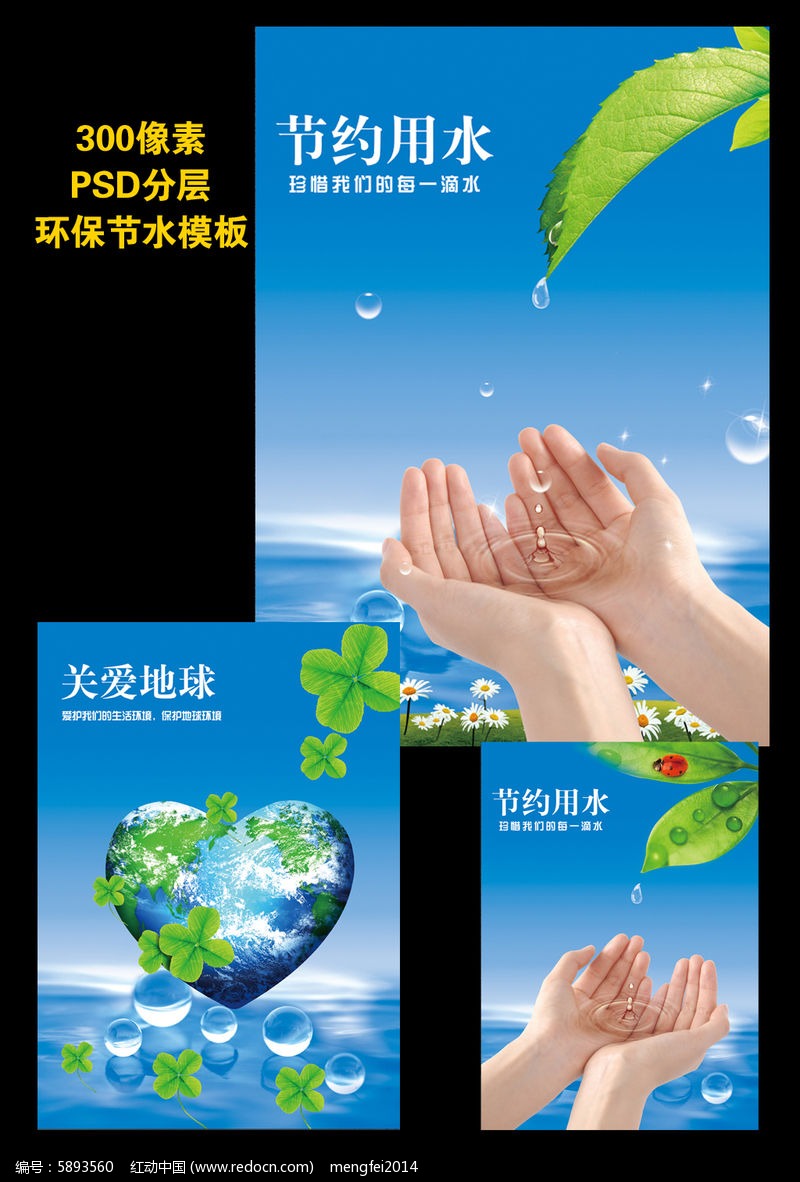 300像素
PSD分层
环保节水模板
节约用水
珍惜我们的每一滴水
关爱地球
爱护我们的生活环境，保护地球环境
节约用水
珍惜我们的每一滴水
编号：5893560 红动中国 (www.redocn.com) mengfei2014